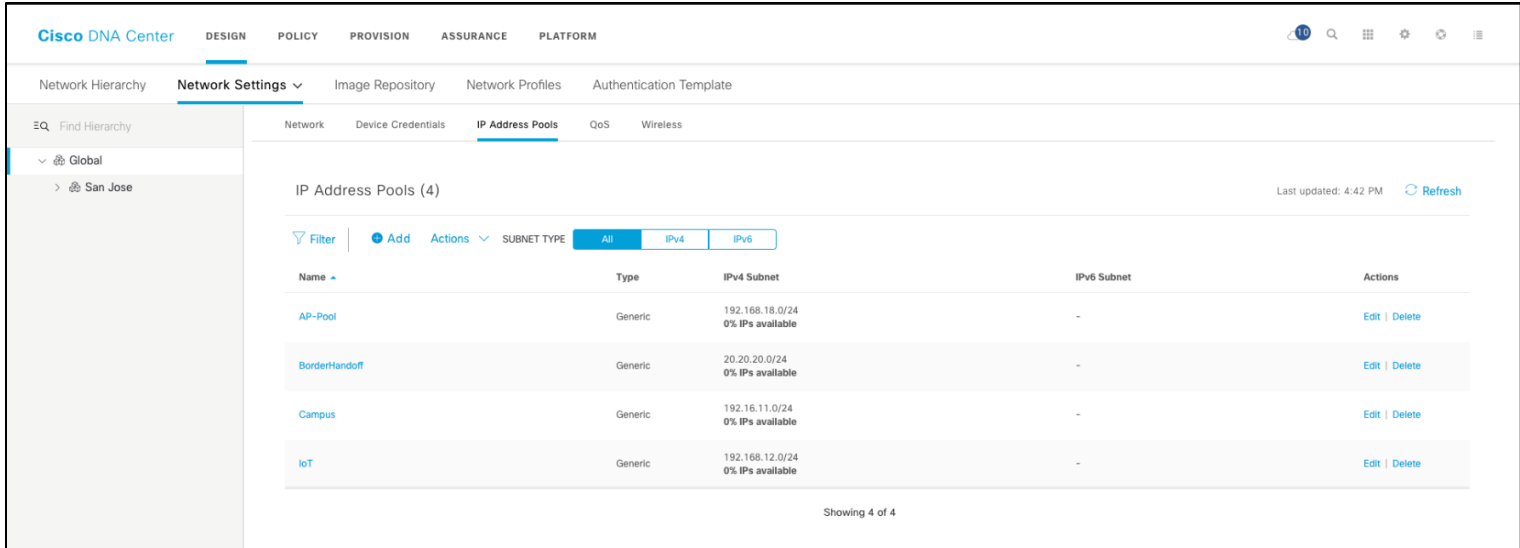 Cisco DNA Center DESIGN POLICY PROVISION ASSURANCE PLATFORM 10
Network Hierarchy Network Settings Image Repository Network Profiles Authentication Template
Find Hierarchy
Network Device Credentials IP Address Pools QoS Wireless
Global
San Jose
IP Address Pools (4) Last updated: 4:42 PM Refresh
Filter Add Actions SUBNET TYPE All IPv4 IPv6
Name Type IPv4 Subnet IPv6 Subnet Actions
AP-Pool Generic 192.168.18.0/24 - Edit | Delete
0% IPs available
BorderHandoff Generic 20.20.20.0/24 - Edit | Delete
0% IPs available
Campus Generic 192.16.11.0/24 - Edit | Delete
0% IPs available
IoT Generic 192.168.12.0/24 - Edit | Delete
0% IPs available
Showing 4 of 4